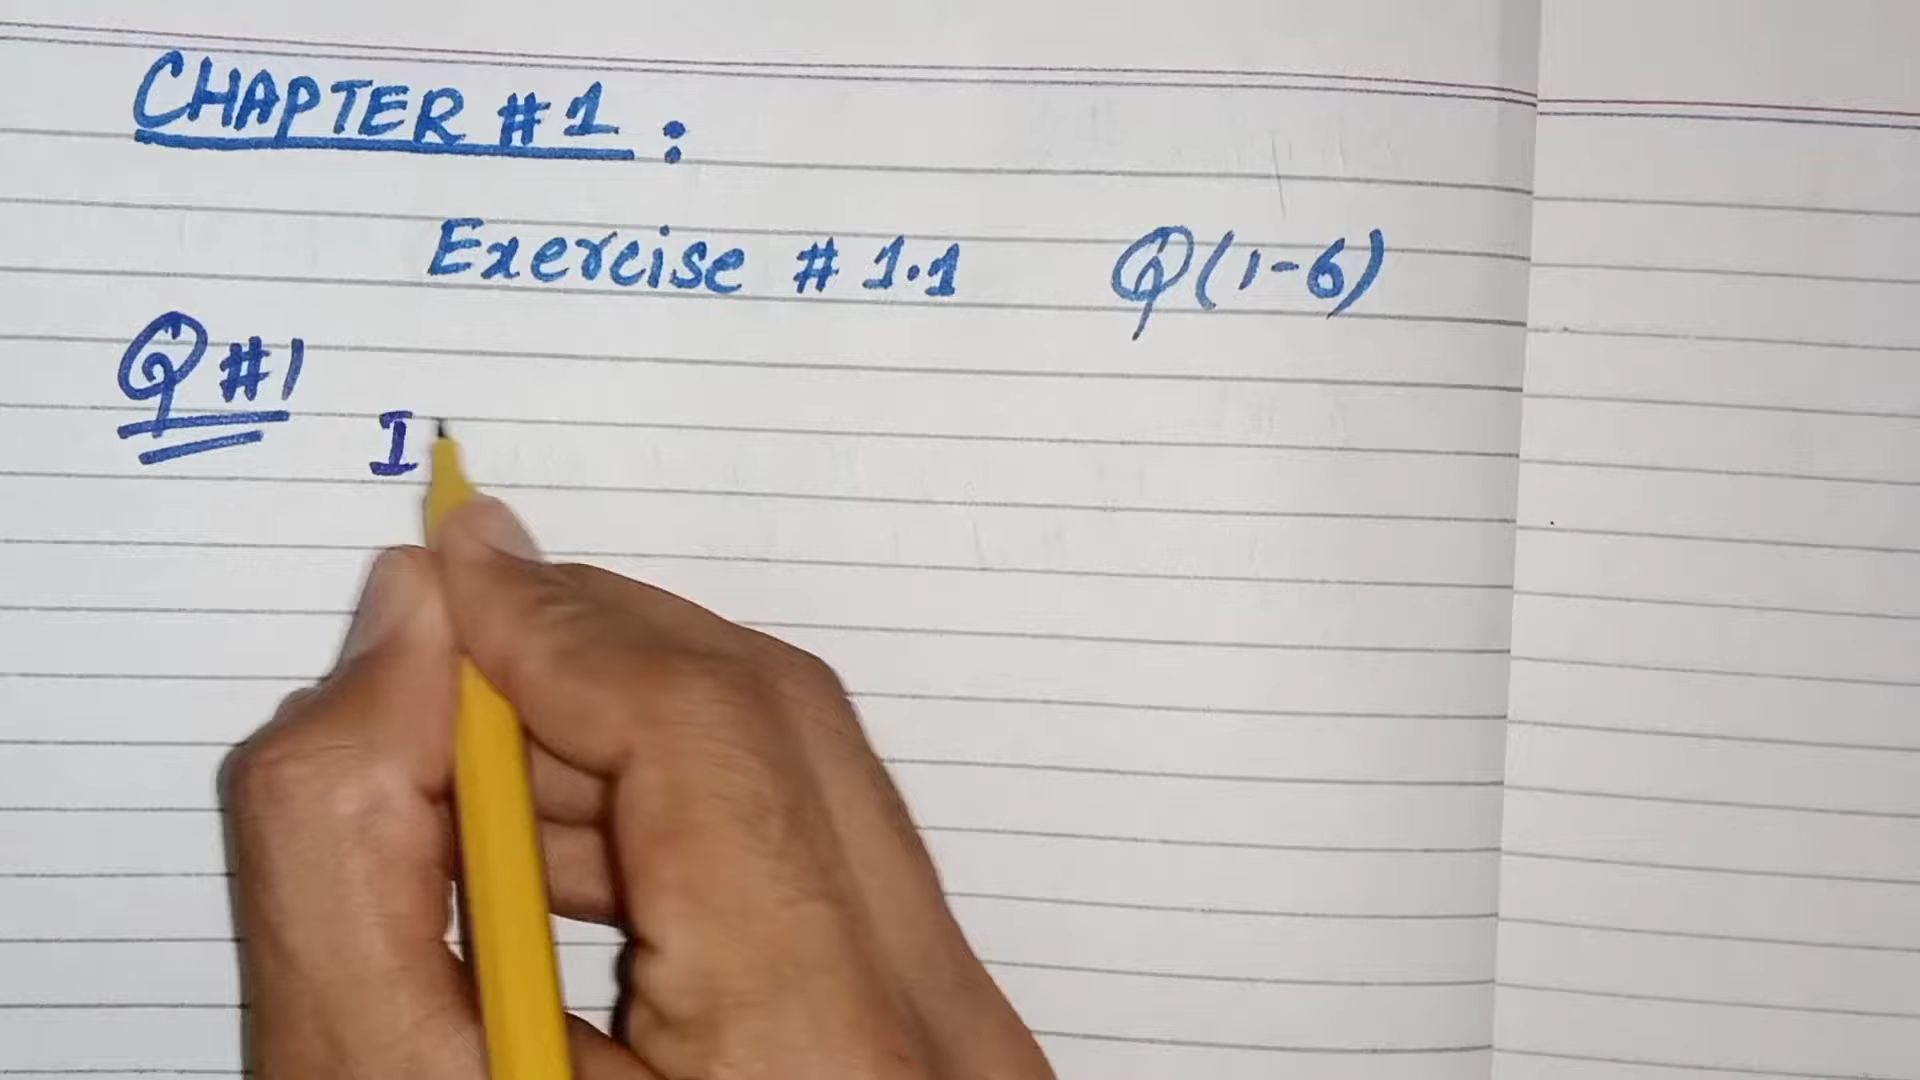 CHAPTER #1 :
Exercise # 1.1 Q(1-6)
Q #1
I